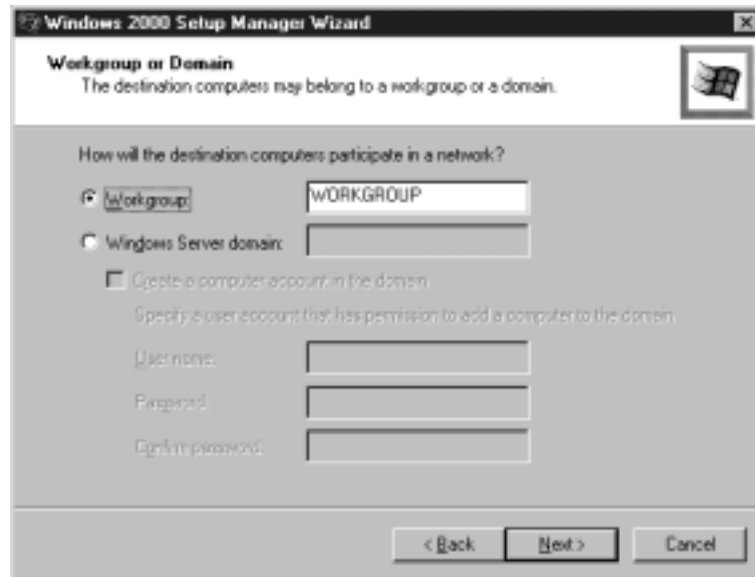 Windows 2000 Setup Manager Wizard
Workgroup or Domain
The destination computers may belong to a workgroup or a domain.
How will the destination computers participate in a network?
Workgroup: WORKGROUP
Windows Server domain:
Create a computer account in the domain
Specify a user account that has permission to add a computer to the domain
User name:
Password:
Confirm password:
< Back Next > Cancel